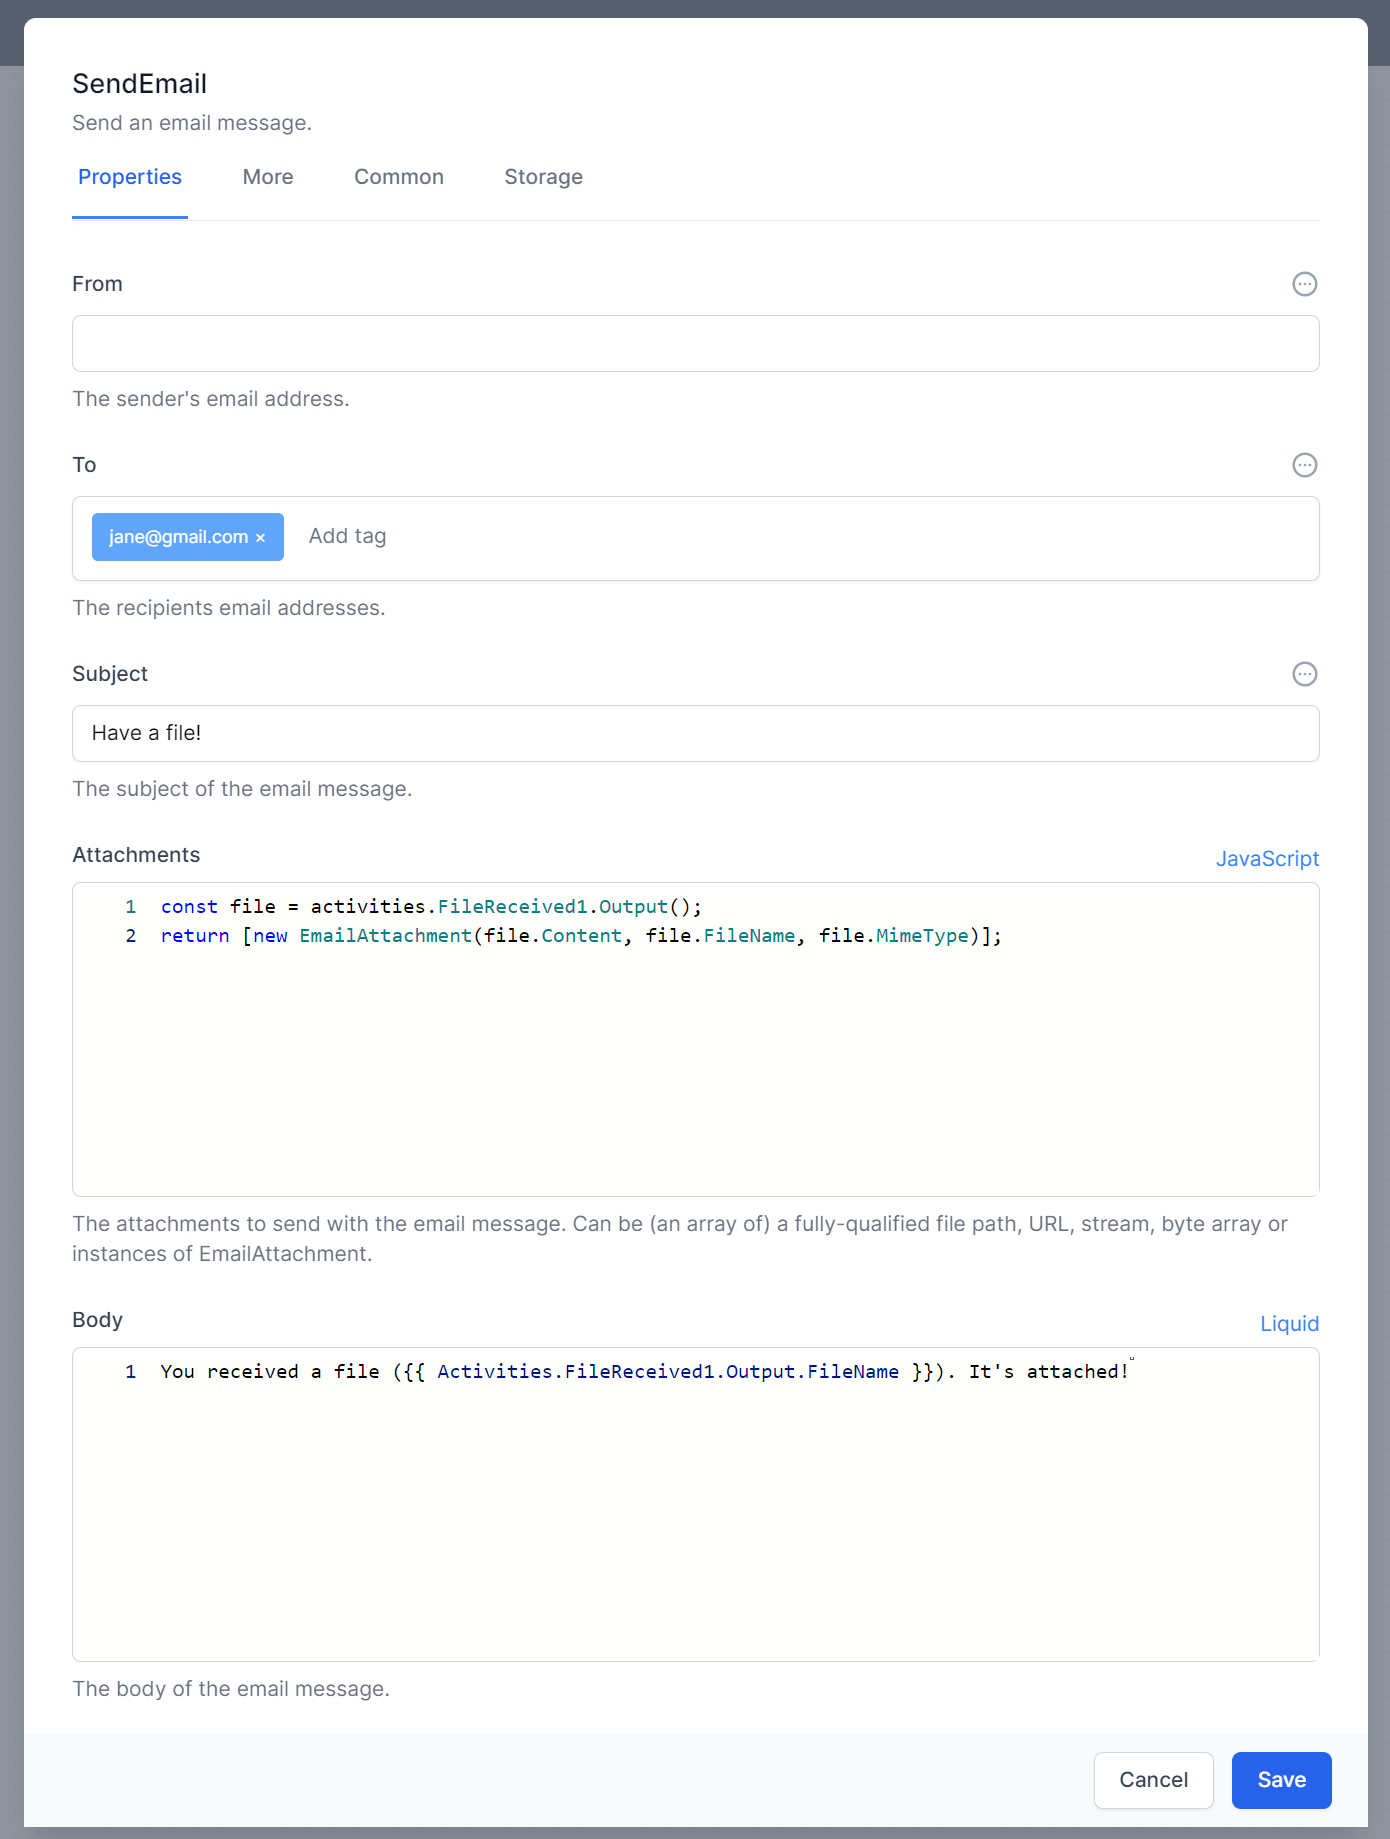 SendEmail
Send an email message.
Properties More Common Storage
From
The sender's email address.
To
jane@gmail.com × Add tag
The recipients email addresses.
Subject
Have a file!
The subject of the email message.
Attachments JavaScript
1 const file = activities.FileReceived1.Output();
2 return [new EmailAttachment(file.Content, file.FileName, file.MimeType)];
The attachments to send with the email message. Can be (an array of) a fully-qualified file path, URL, stream, byte array or
instances of EmailAttachment.
Body Liquid
1 You received a file ({{ Activities.FileReceived1.Output.FileName }}). It's attached!
The body of the email message.
Cancel Save